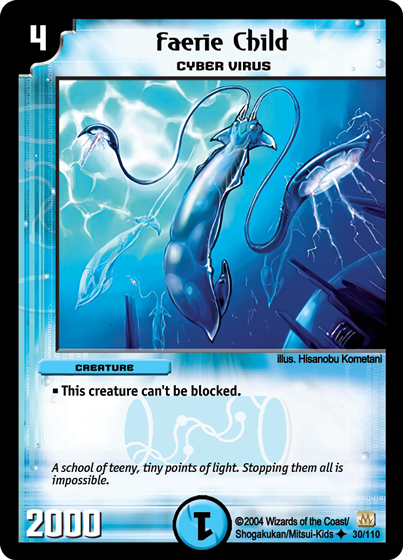 4
Faerie Child
CYBER VIRUS
illus. Hisanobu Kometani
CREATURE
▪ This creature can't be blocked.
A school of teeny, tiny points of light. Stopping them all is
impossible.
2000
1
©2004 Wizards of the Coast/
Shogakukan/Mitsui-Kids ✦ 30/110